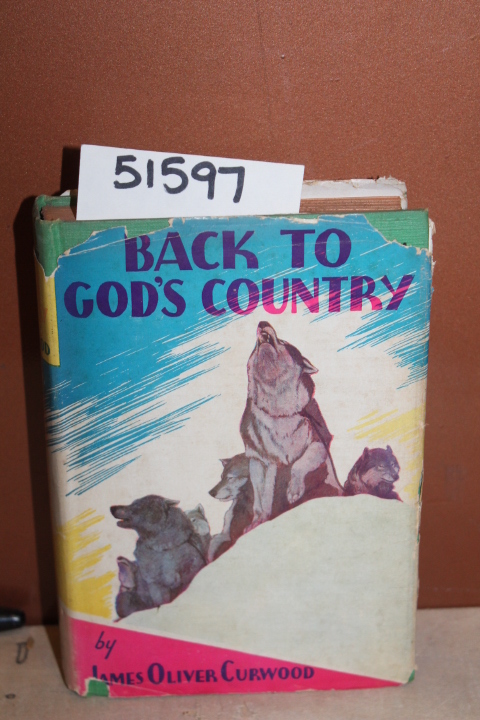 51597
BACK TO
GOD'S COUNTRY
by
JAMES OLIVER CURWOOD